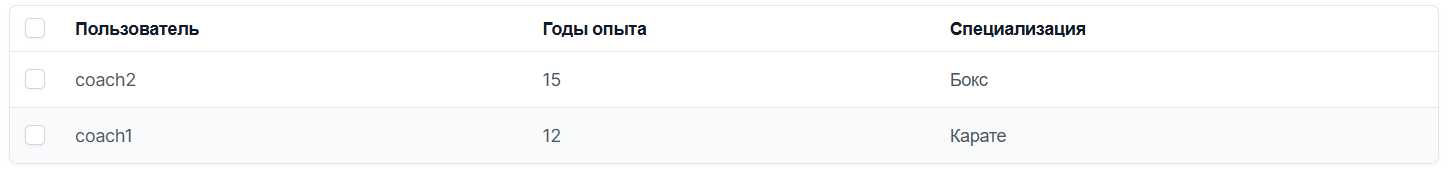 Пользователь Годы опыта Специализация
coach2 15 Бокс
coach1 12 Карате